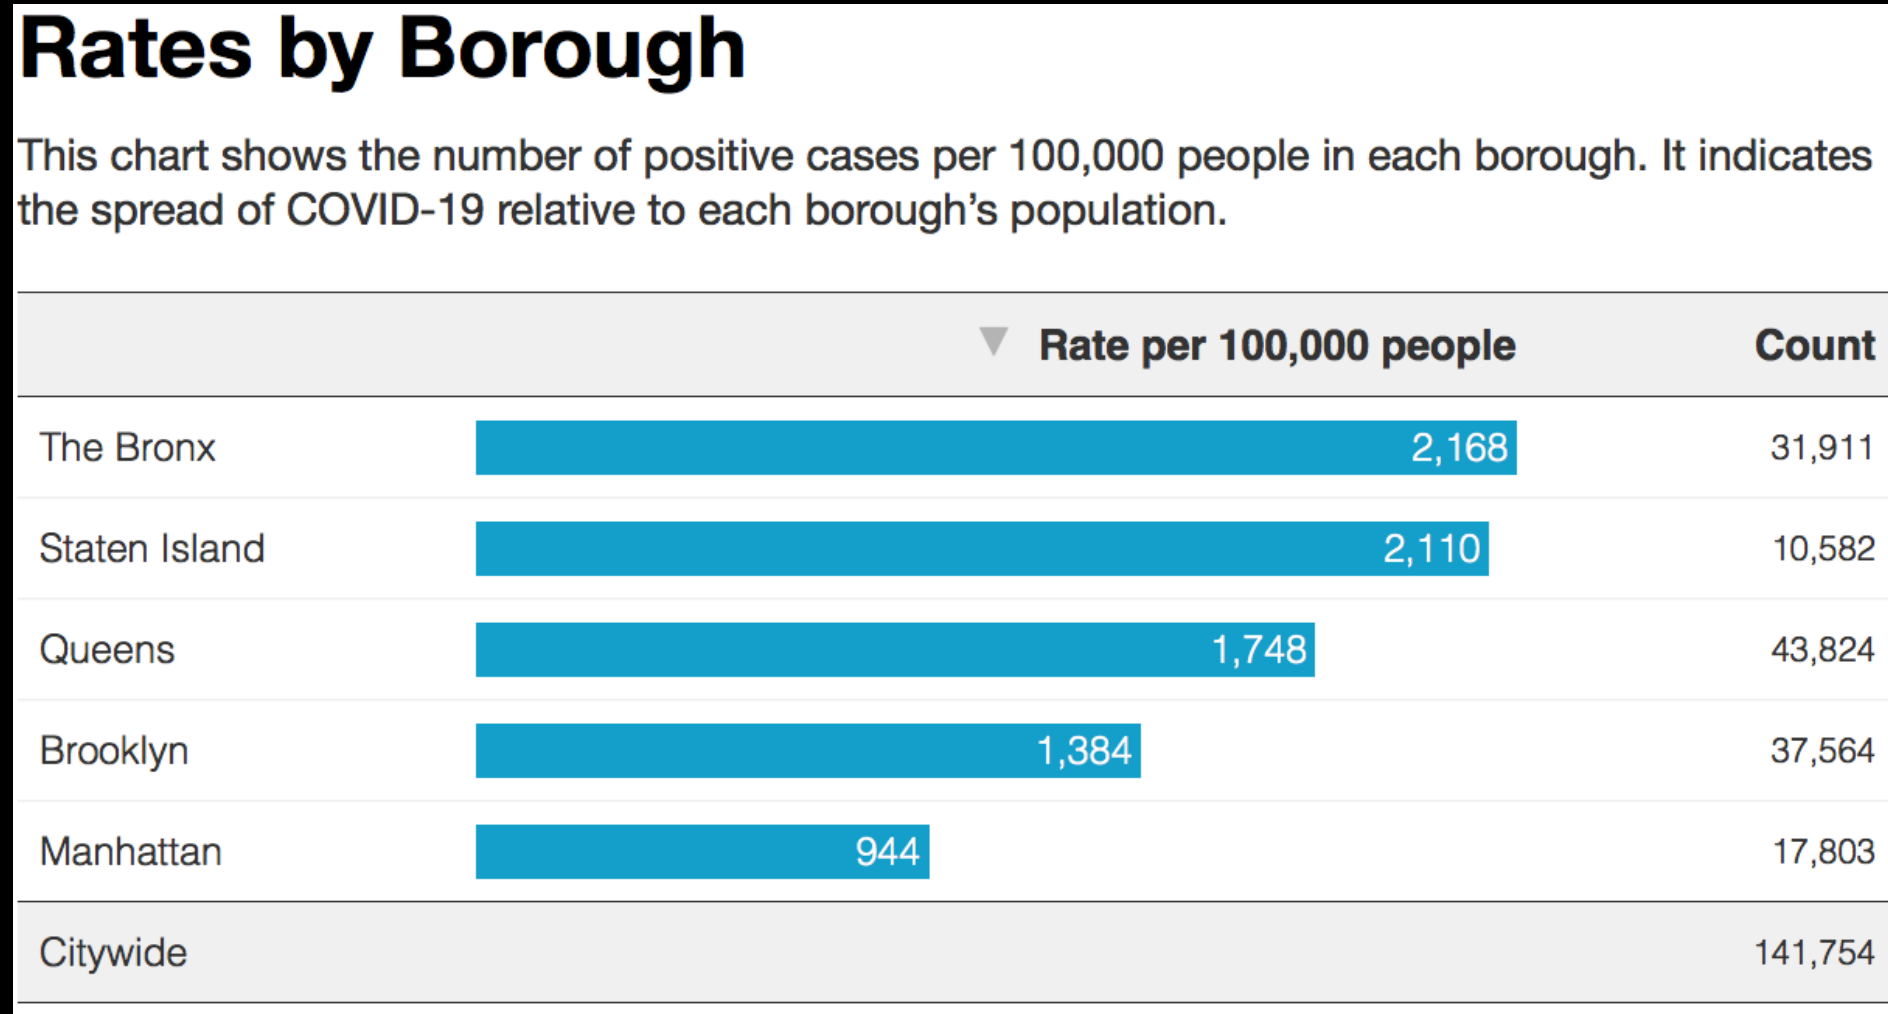 Rates by Borough
This chart shows the number of positive cases per 100,000 people in each borough. It indicates
the spread of COVID-19 relative to each borough’s population.
Rate per 100,000 people Count
The Bronx 2,168 31,911
Staten Island 2,110 10,582
Queens 1,748 43,824
Brooklyn 1,384 37,564
Manhattan 944 17,803
Citywide 141,754